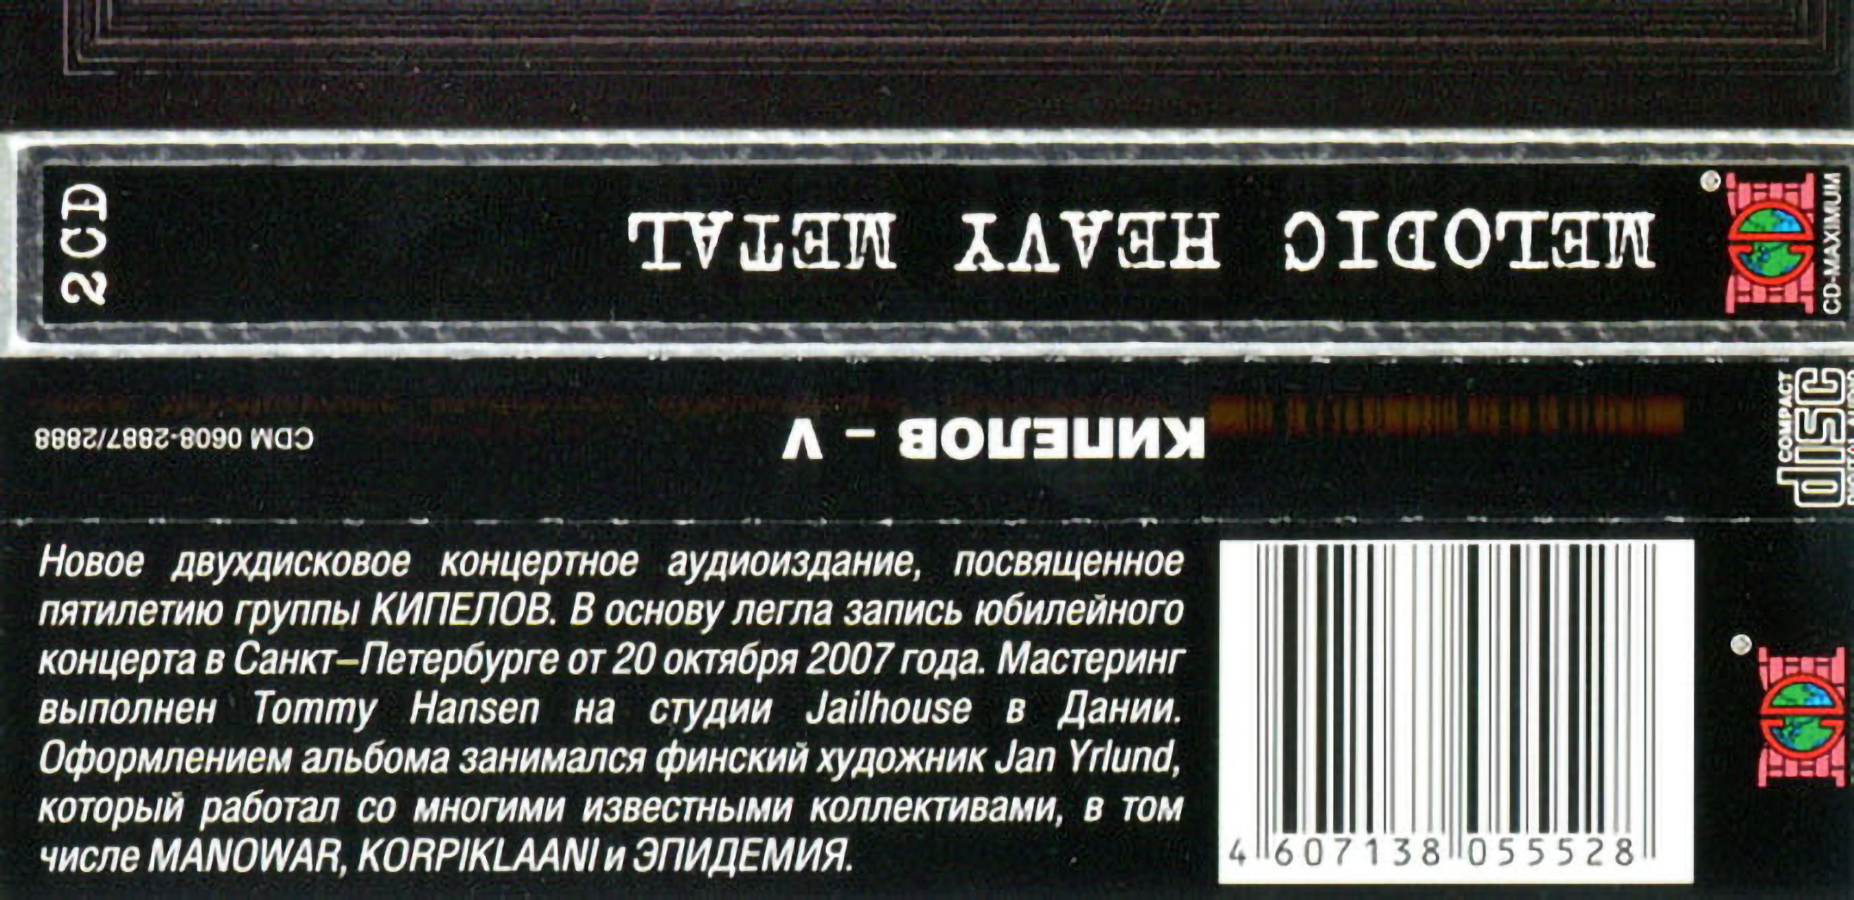 2CD
MELODIC HEAVY METAL
CD-MAXIMUM
CDM 0608-2887/2888
КИПЕЛОВ – V
COMPACT
disc
DIGITAL AUDIO
Новое двухдисковое концертное аудиоиздание, посвященное
пятилетию группы КИПЕЛОВ. В основу легла запись юбилейного
концерта в Санкт–Петербурге от 20 октября 2007 года. Мастеринг
выполнен Tommy Hansen на студии Jailhouse в Дании.
Оформлением альбома занимался финский художник Jan Yrlund,
который работал со многими известными коллективами, в том
числе MANOWAR, KORPIKLAANI и ЭПИДЕМИЯ.
4 607138 055528